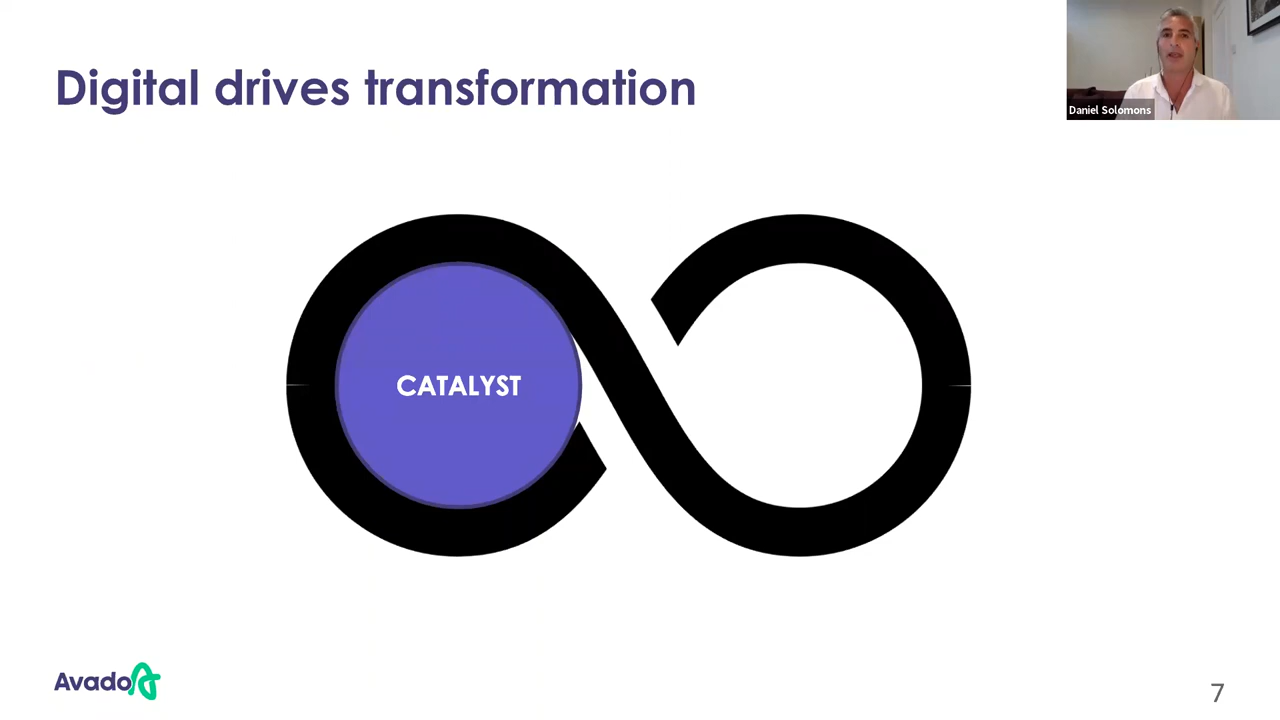 Digital drives transformation
Daniel Solomons
CATALYST
Avado
7